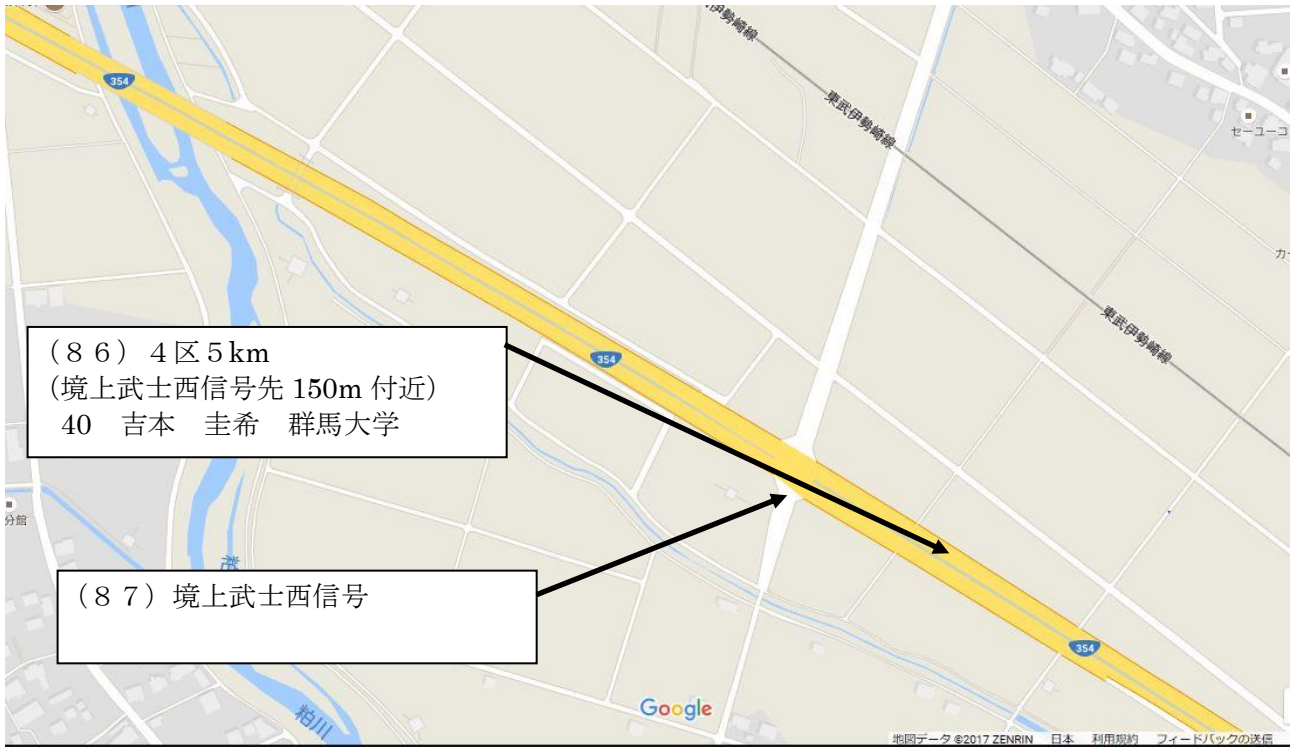 伊勢崎線
354
東武伊勢崎線
セーユーコ
カー
東武伊勢崎線
354
(86)4区5km
(境上武士西信号先 150m 付近)
40 吉本 圭希 群馬大学
分館
(87)境上武士西信号
354
粕川
Google
地図データ ©2017 ZENRIN 日本 利用規約 フィードバックの送信